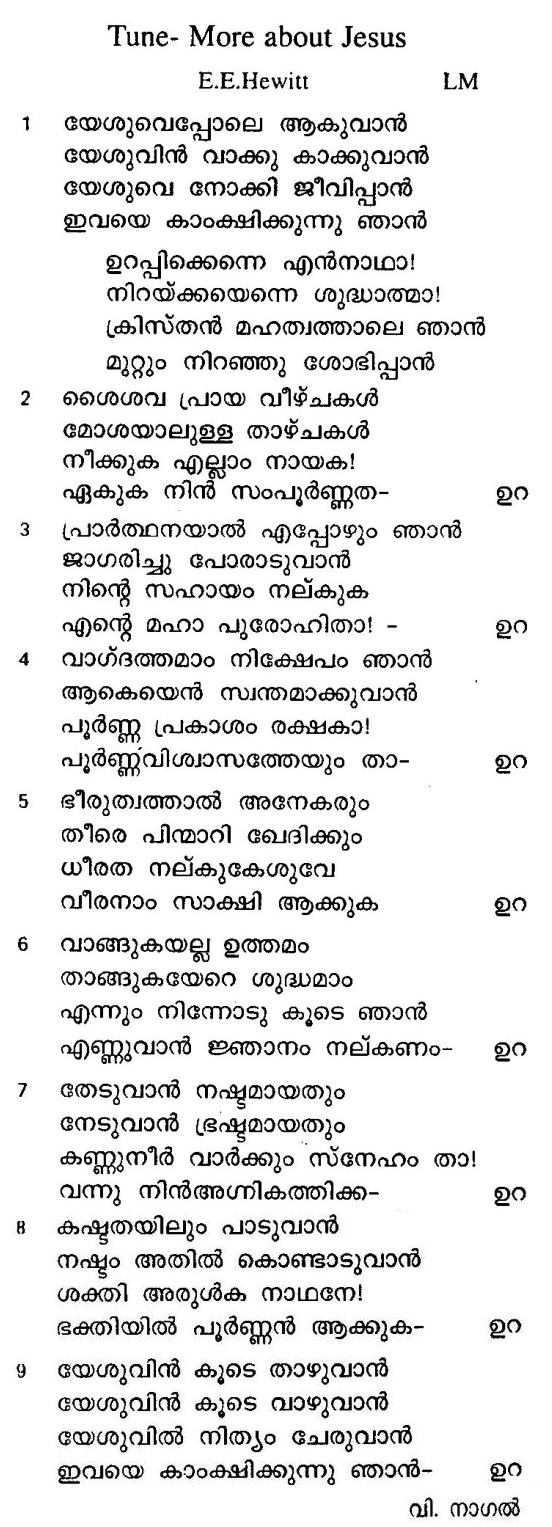 Tune- More about Jesus
E.E.Hewitt LM
1 യേശുവെപ്പോലെ ആകുവാൻ
യേശുവിൻ വാക്കു കാക്കുവാൻ
യേശുവെ നോക്കി ജീവിപ്പാൻ
ഇവയെ കാംക്ഷിക്കുന്നു ഞാൻ
ഉറപ്പിക്കെന്നെ എൻനാഥാ!
നിറയ്ക്കയെന്നെ ശുദ്ധാത്മാ!
ക്രിസ്തൻ മഹത്വത്താലെ ഞാൻ
മുറ്റും നിറഞ്ഞു ശോഭിപ്പാൻ
2 ശൈശവ പ്രായ വീഴ്ചകൾ
മോശയാലുള്ള താഴ്ചകൾ
നീക്കുക എല്ലാം നായക!
ഏകുക നിൻ സംപൂർണ്ണത- ഉറ
3 പ്രാർത്ഥനയാൽ എപ്പോഴും ഞാൻ
ജാഗരിച്ചു പോരാടുവാൻ
നിന്റെ സഹായം നല്കുക
എന്റെ മഹാ പുരോഹിതാ! - ഉറ
4 വാഗ്ദത്തമാം നിക്ഷേപം ഞാൻ
ആകെയെൻ സ്വന്തമാക്കുവാൻ
പൂർണ്ണ പ്രകാശം രക്ഷകാ!
പൂർണ്ണവിശ്വാസത്തേയും താ- ഉറ
5 ഭീരുത്വത്താൽ അനേകരും
തീരെ പിന്മാറി ഖേദിക്കും
ധീരത നല്കുകേശുവേ
വീരനാം സാക്ഷി ആക്കുക ഉറ
6 വാങ്ങുകയല്ല ഉത്തമം
താങ്ങുകയേറെ ശുദ്ധമാം
എന്നും നിന്നോടു കൂടെ ഞാൻ
എണ്ണുവാൻ ജ്ഞാനം നല്കണം- ഉറ
7 തേടുവാൻ നഷ്ടമായതും
നേടുവാൻ ഭ്രഷ്ടമായതും
കണ്ണുനീർ വാർക്കും സ്നേഹം താ!
വന്നു നിൻഅഗ്നികത്തിക്ക- ഉറ
8 കഷ്ടതയിലും പാടുവാൻ
നഷ്ടം അതിൽ കൊണ്ടാടുവാൻ
ശക്തി അരുൾക നാഥനേ!
ഭക്തിയിൽ പൂർണ്ണൻ ആക്കുക- ഉറ
9 യേശുവിൻ കൂടെ താഴുവാൻ
യേശുവിൻ കൂടെ വാഴുവാൻ
യേശുവിൽ നിത്യം ചേരുവാൻ
ഇവയെ കാംക്ഷിക്കുന്നു ഞാൻ- ഉറ
വി. നാഗൽ